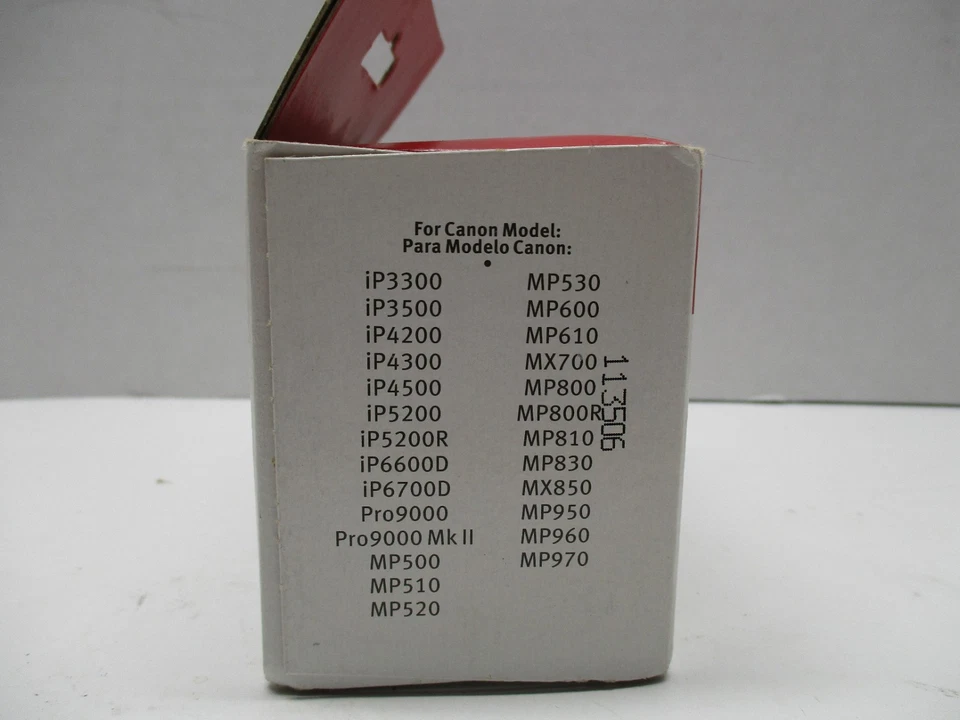 For Canon Model:
Para Modelo Canon:
iP3300
iP3500
iP4200
iP4300
iP4500
iP5200
iP5200R
iP6600D
iP6700D
Pro9000
Pro9000 Mk II
MP500
MP510
MP520
MP530
MP600
MP610
MX700
MP800
MP800R
MP810
MP830
MX850
MP950
MP960
MP970
113506